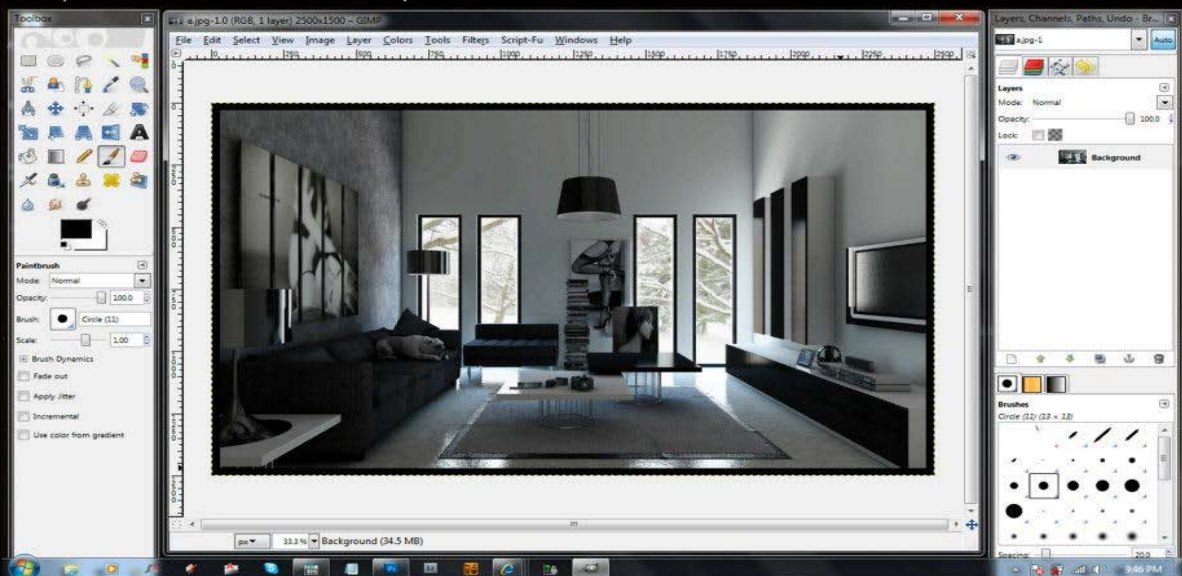 Toolbox
a.jpg-1.0 (RGB, 1 layer) 2500x1500 – GIMP
File Edit Select View Image Layer Colors Tools Filters Script-Fu Windows Help
Paintbrush
Mode: Normal
Opacity: 100.0
Brush: Circle (11)
Scale: 1.00
Brush Dynamics
Fade out
Apply Jitter
Incremental
Use color from gradient
px 33.3 % Background (34.5 MB)
Layers, Channels, Paths, Undo - Br...
a.jpg-1 Auto
Layers
Mode: Normal
Opacity: 100.0
Lock:
Background
Brushes
Circle (11) (13 × 13)
Spacing: 20.0
9:46 PM